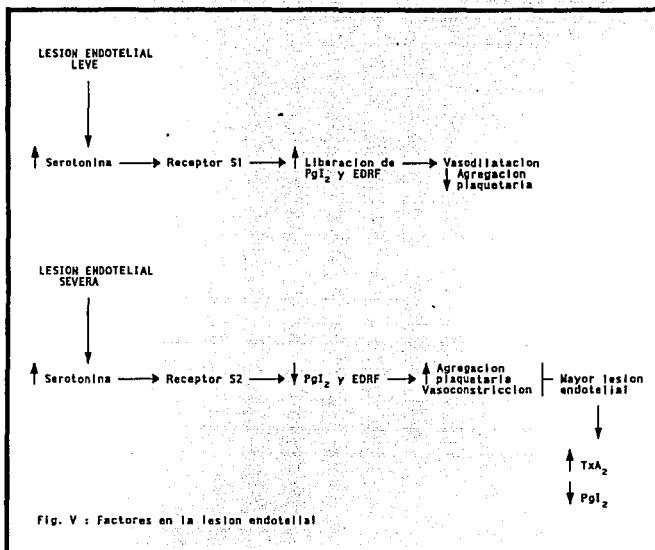 LESION ENDOTELIAL
LEVE
↑ Serotonina → Receptor S1 → ↑ Liberacion de → Vasodilatacion
PgI₂ y EDRF ↓ Agregacion
plaquetaria
LESION ENDOTELIAL
SEVERA
↑ Serotonina → Receptor S2 → ↓ PgI₂ y EDRF → ↑ Agregacion
plaquetaria
Vasoconstriccion
Mayor lesion
endotelial
↑ TxA₂
↓ PgI₂
Fig. V : Factores en la lesion endotelial